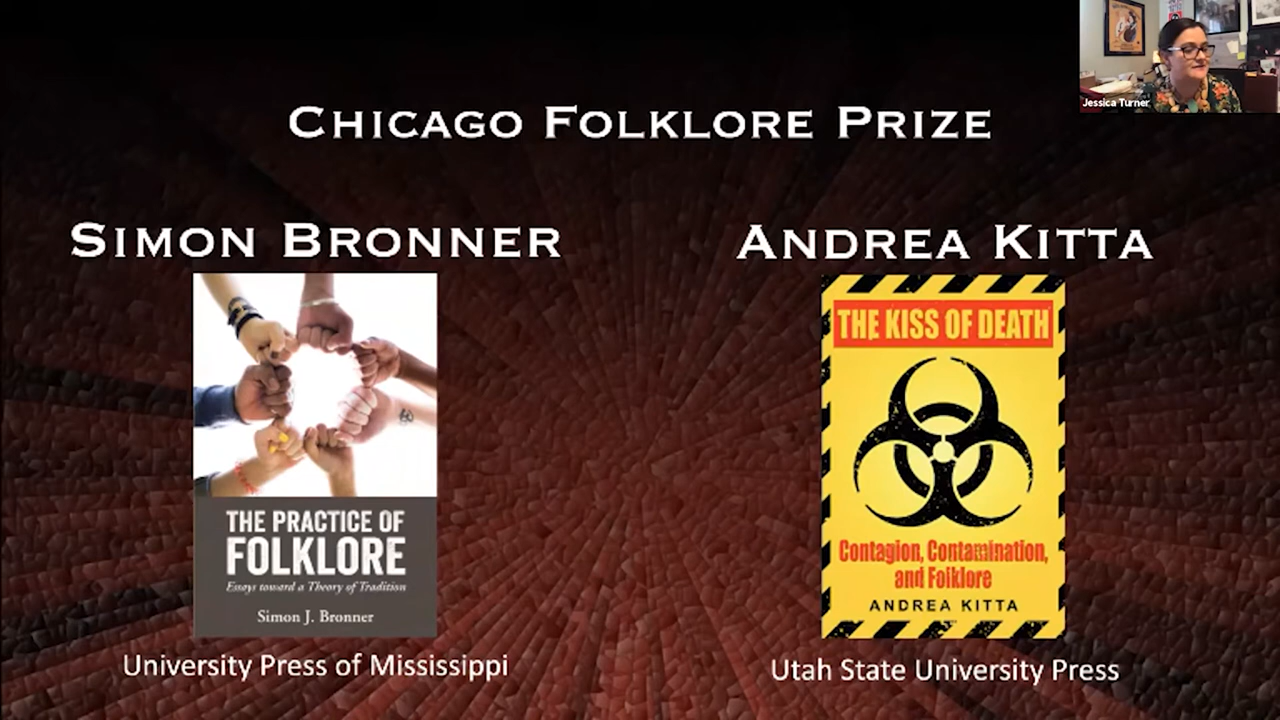 Jessica Turner
CHICAGO FOLKLORE PRIZE
SIMON BRONNER
ANDREA KITTA
THE PRACTICE OF
FOLKLORE
Essays toward a Theory of Tradition
Simon J. Bronner
THE KISS OF DEATH
Contagion, Contamination,
and Folklore
ANDREA KITTA
University Press of Mississippi
Utah State University Press